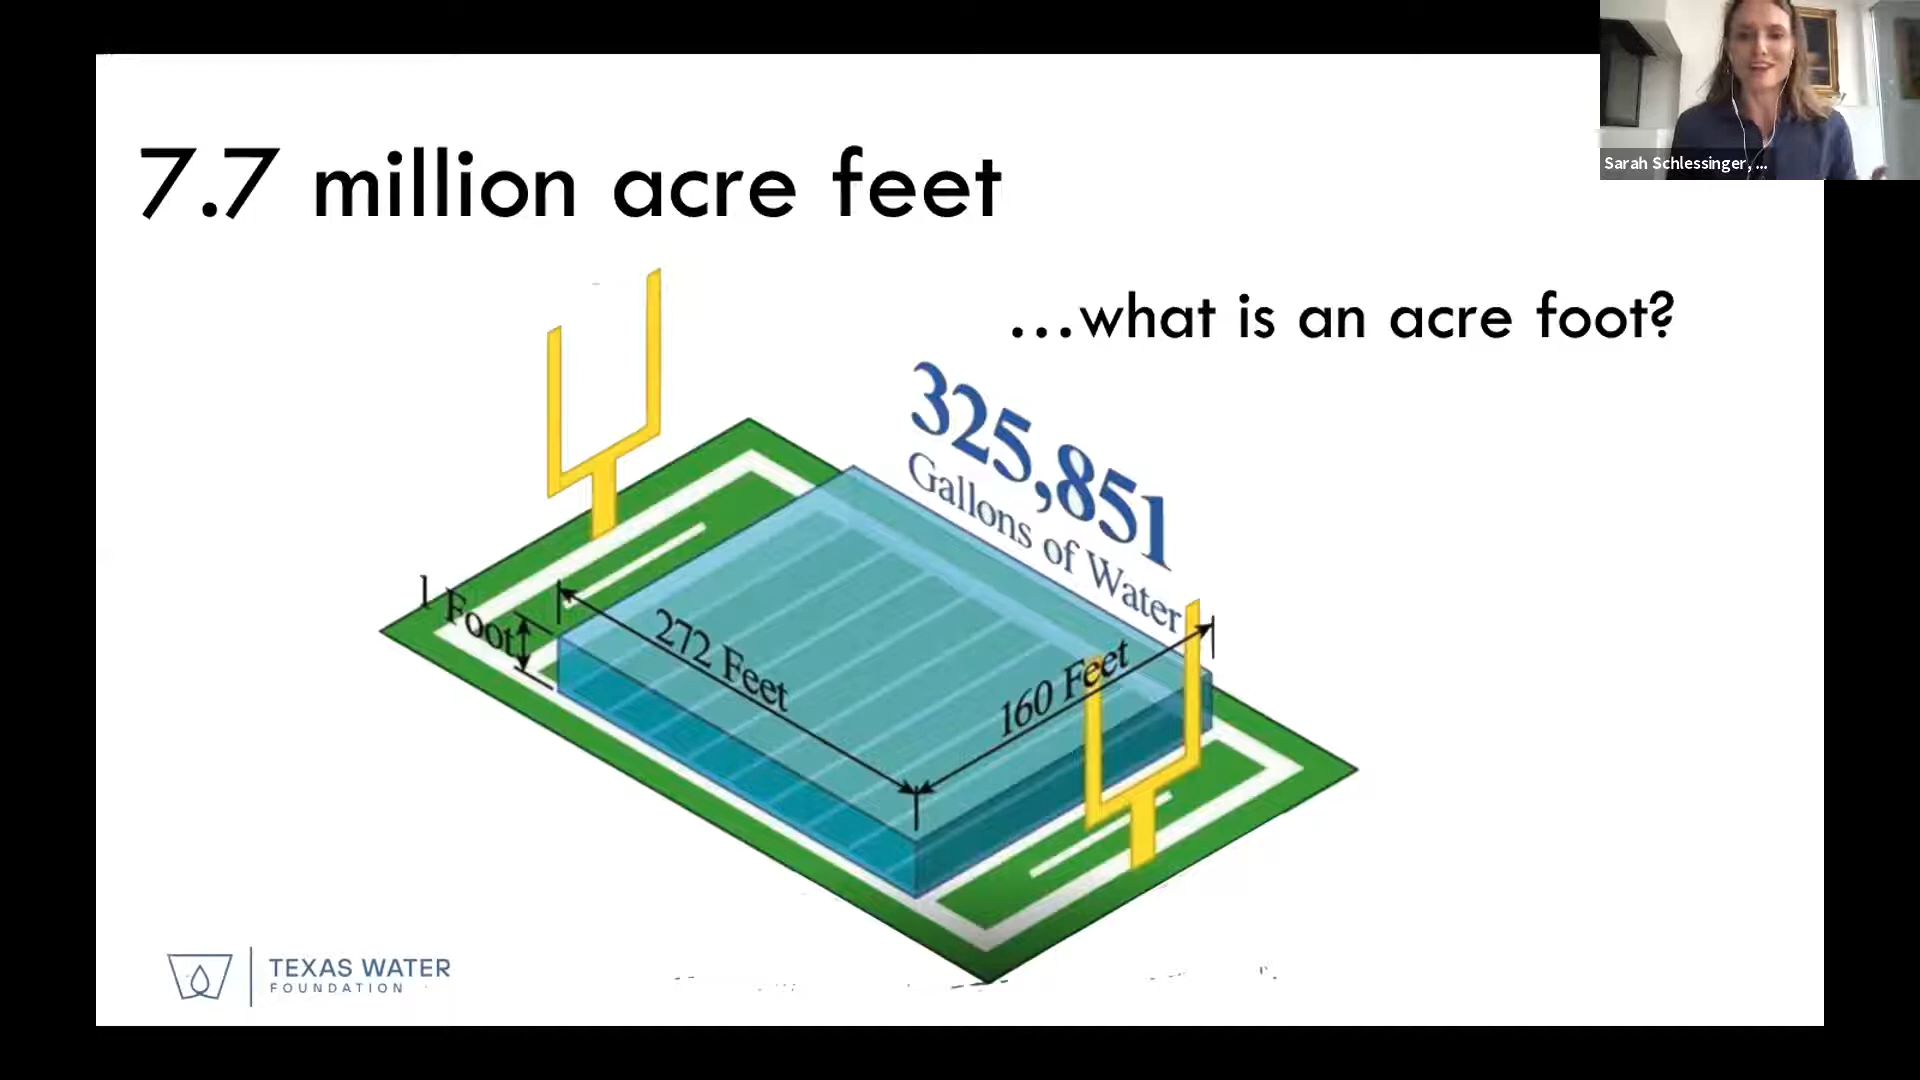 7.7 million acre feet
Sarah Schlessinger, ...
...what is an acre foot?
325,851
Gallons of Water
1 Foot
272 Feet
160 Feet
TEXAS WATER
FOUNDATION